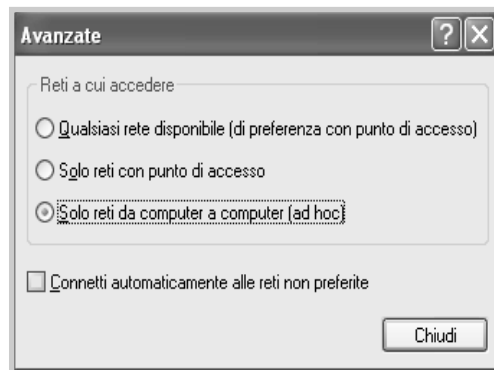 Avanzate
Reti a cui accedere
Qualsiasi rete disponibile (di preferenza con punto di accesso)
Solo reti con punto di accesso
Solo reti da computer a computer (ad hoc)
Connetti automaticamente alle reti non preferite
Chiudi